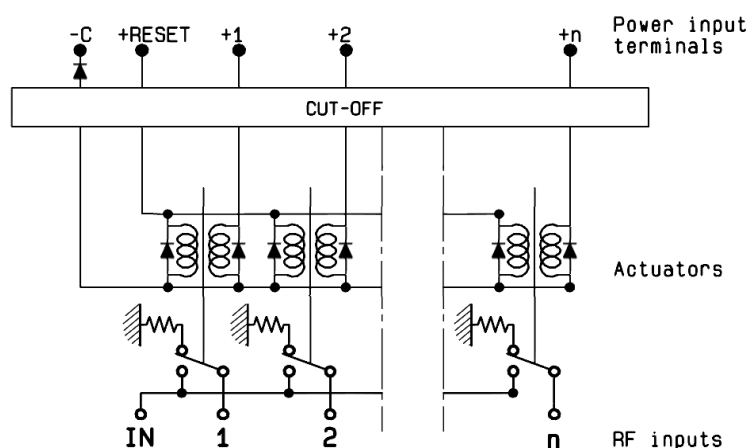 -C +RESET +1 +2 +n
Power input
terminals
CUT-OFF
Actuators
IN 1 2 n RF inputs